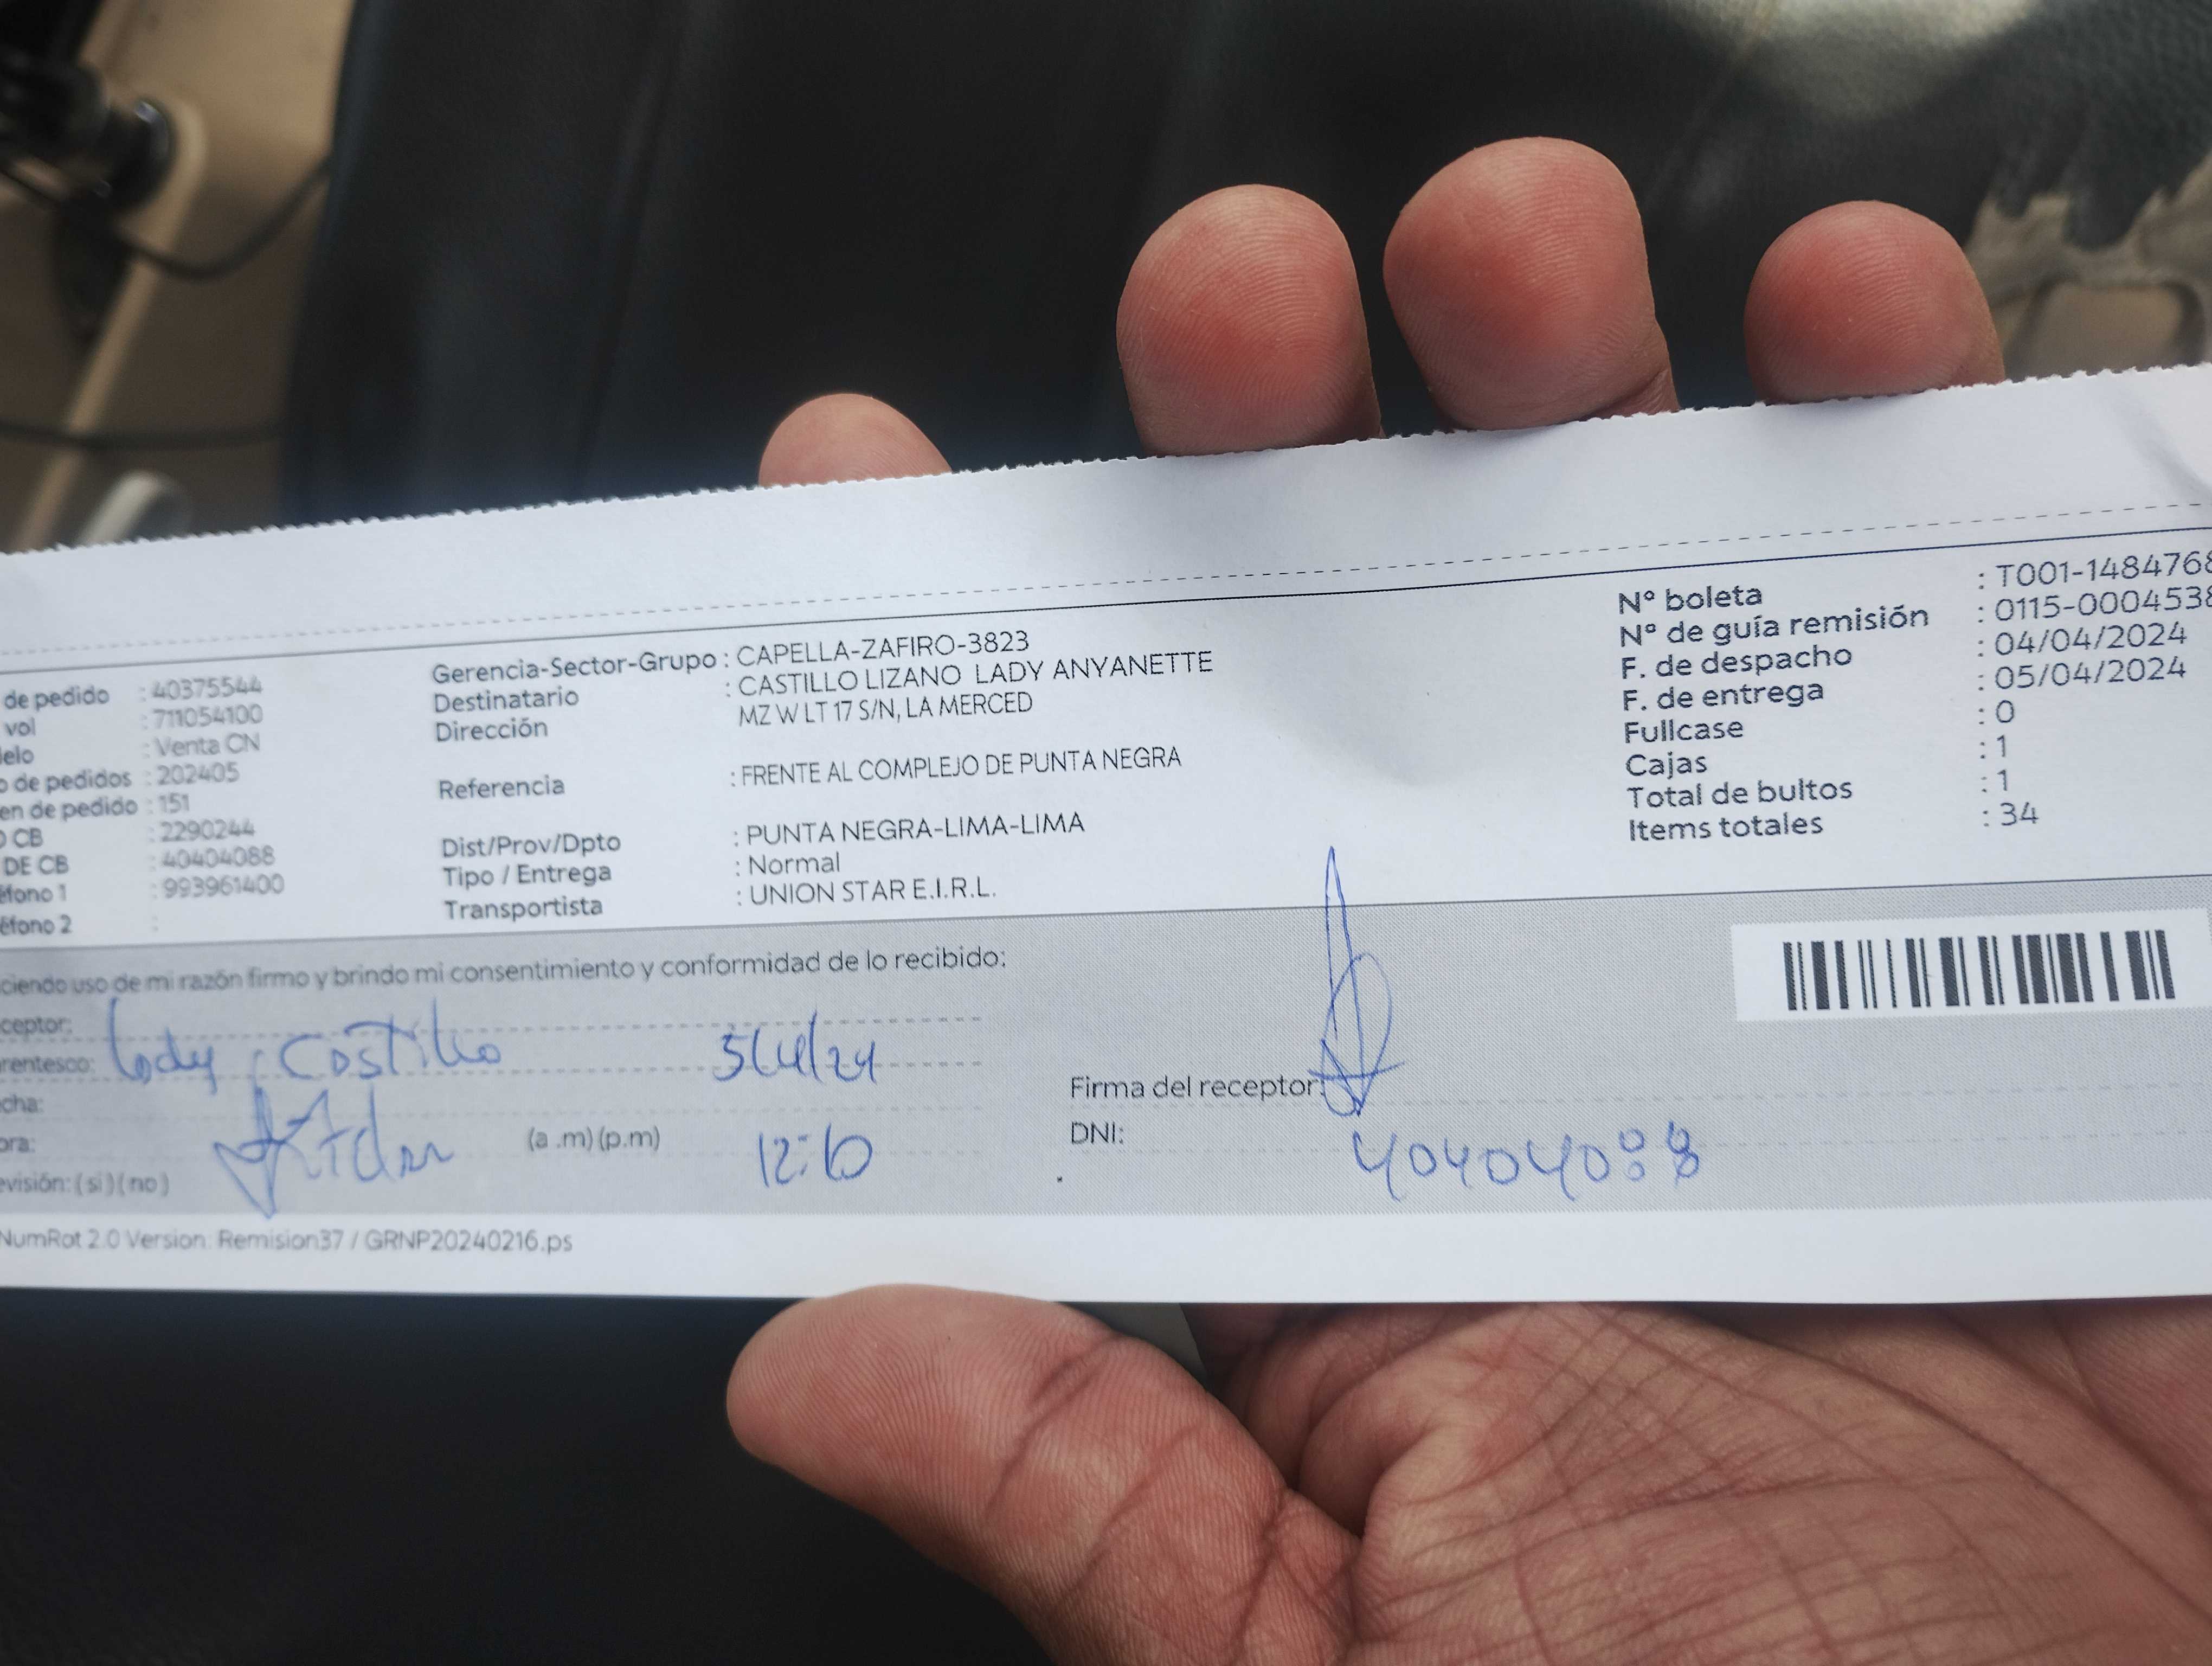 de pedido : 40375544
vol : 711054100
elo : Venta CN
o de pedidos : 202405
en de pedido : 151
O CB : 2290244
DE CB : 40404088
éfono 1 : 993961400
éfono 2 :
Gerencia-Sector-Grupo : CAPELLA-ZAFIRO-3823
Destinatario : CASTILLO LIZANO LADY ANYANETTE
Dirección MZ W LT 17 S/N, LA MERCED
Referencia : FRENTE AL COMPLEJO DE PUNTA NEGRA
Dist/Prov/Dpto : PUNTA NEGRA-LIMA-LIMA
Tipo / Entrega : Normal
Transportista : UNION STAR E.I.R.L.
N° boleta : T001-1484768
N° de guía remisión : 0115-0004538
F. de despacho : 04/04/2024
F. de entrega : 05/04/2024
Fullcase : 0
Cajas : 1
Total de bultos : 1
Items totales : 34
ciendo uso de mi razón firmo y brindo mi consentimiento y conformidad de lo recibido:
ceptor:
rentesco: Lady Castillo 5/4/24
cha:
ora: (a .m) (p.m)
evisión: ( si ) ( no )
Firma del receptor:
DNI: 40404088
NumRot 2.0 Version: Remision37 / GRNP20240216.ps